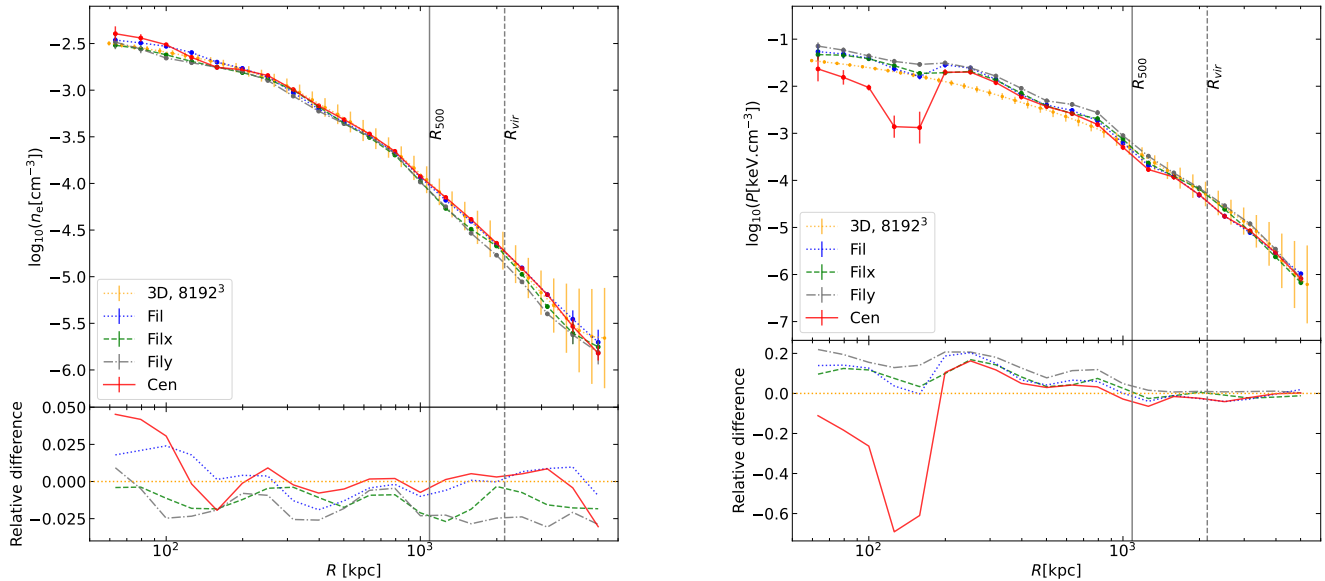 −2.5
−3.0
−3.5
−4.0
−4.5
−5.0
−5.5
−6.0
log₁₀(nₑ[cm⁻³])
R₅₀₀
Rᵥᵢᵣ
3D, 8192³
Fil
Filx
Fily
Cen
0.050
0.025
0.000
−0.025
Relative difference
10²
10³
R [kpc]
−1
−2
−3
−4
−5
−6
−7
log₁₀(P[keV.cm⁻³])
R₅₀₀
Rᵥᵢᵣ
3D, 8192³
Fil
Filx
Fily
Cen
0.2
0.0
−0.2
−0.4
−0.6
Relative difference
10²
10³
R[kpc]